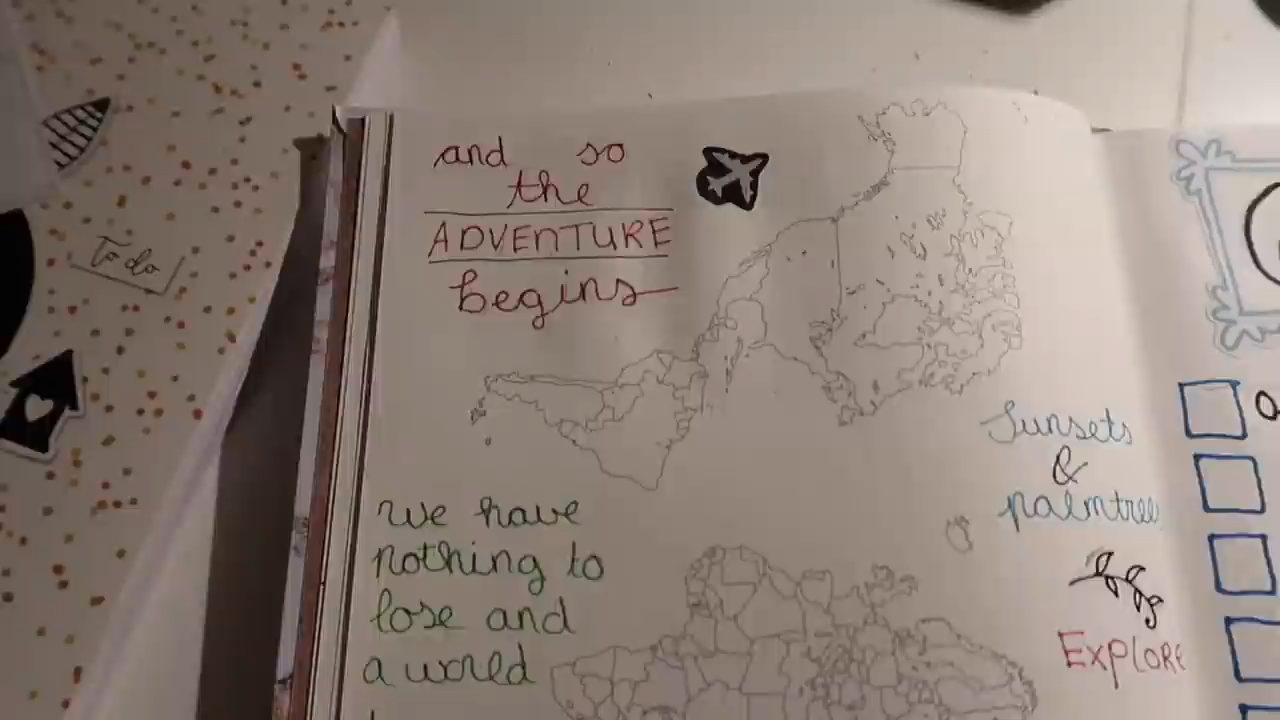 and so
the
ADVENTURE
begins
To do
Sunsets
&
palmtree
we have
nothing to
lose and
a world
EXPLORE